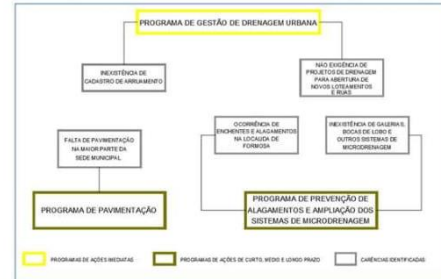 PROGRAMA DE GESTÃO DE DRENAGEM URBANA
INEXISTÊNCIA DE
CADASTRO DE ARRUAMENTO
NÃO EXIGÊNCIA DE
PROJETOS DE DRENAGEM
PARA ABERTURA DE
NOVOS LOTEAMENTOS
E RUAS
FALTA DE PAVIMENTAÇÃO
NA MAIOR PARTE DA
SEDE MUNICIPAL
OCORRÊNCIA DE
ENCHENTES E ALAGAMENTOS
NA LOCALIDA DE
FORMOSA
INEXISTÊNCIA DE GALERIAS,
BOCAS DE LOBO E
OUTROS SISTEMAS DE
MICRODRENAGEM
PROGRAMA DE PAVIMENTAÇÃO
PROGRAMA DE PREVENÇÃO DE
ALAGAMENTOS E AMPLIAÇÃO DOS
SISTEMAS DE MICRODRENAGEM
PROGRAMAS DE AÇÕES IMEDIATAS
PROGRAMAS DE AÇÕES DE CURTO, MÉDIO E LONGO PRAZO
CARÊNCIAS IDENTIFICADAS